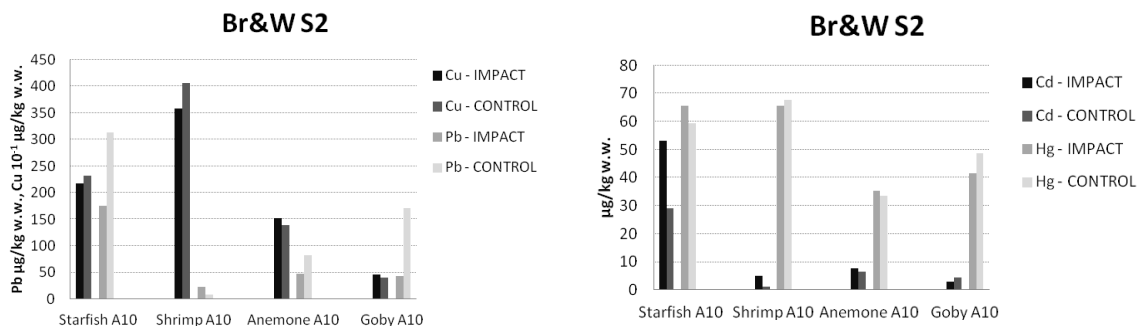 Br&W S2
Pb µg/kg w.w., Cu 10⁻¹ µg/kg w.w.
450
400
350
300
250
200
150
100
50
0
Starfish A10 Shrimp A10 Anemone A10 Goby A10
Cu - IMPACT
Cu - CONTROL
Pb - IMPACT
Pb - CONTROL
Br&W S2
µg/kg w.w.
80
70
60
50
40
30
20
10
0
Starfish A10 Shrimp A10 Anemone A10 Goby A10
Cd - IMPACT
Cd - CONTROL
Hg - IMPACT
Hg - CONTROL